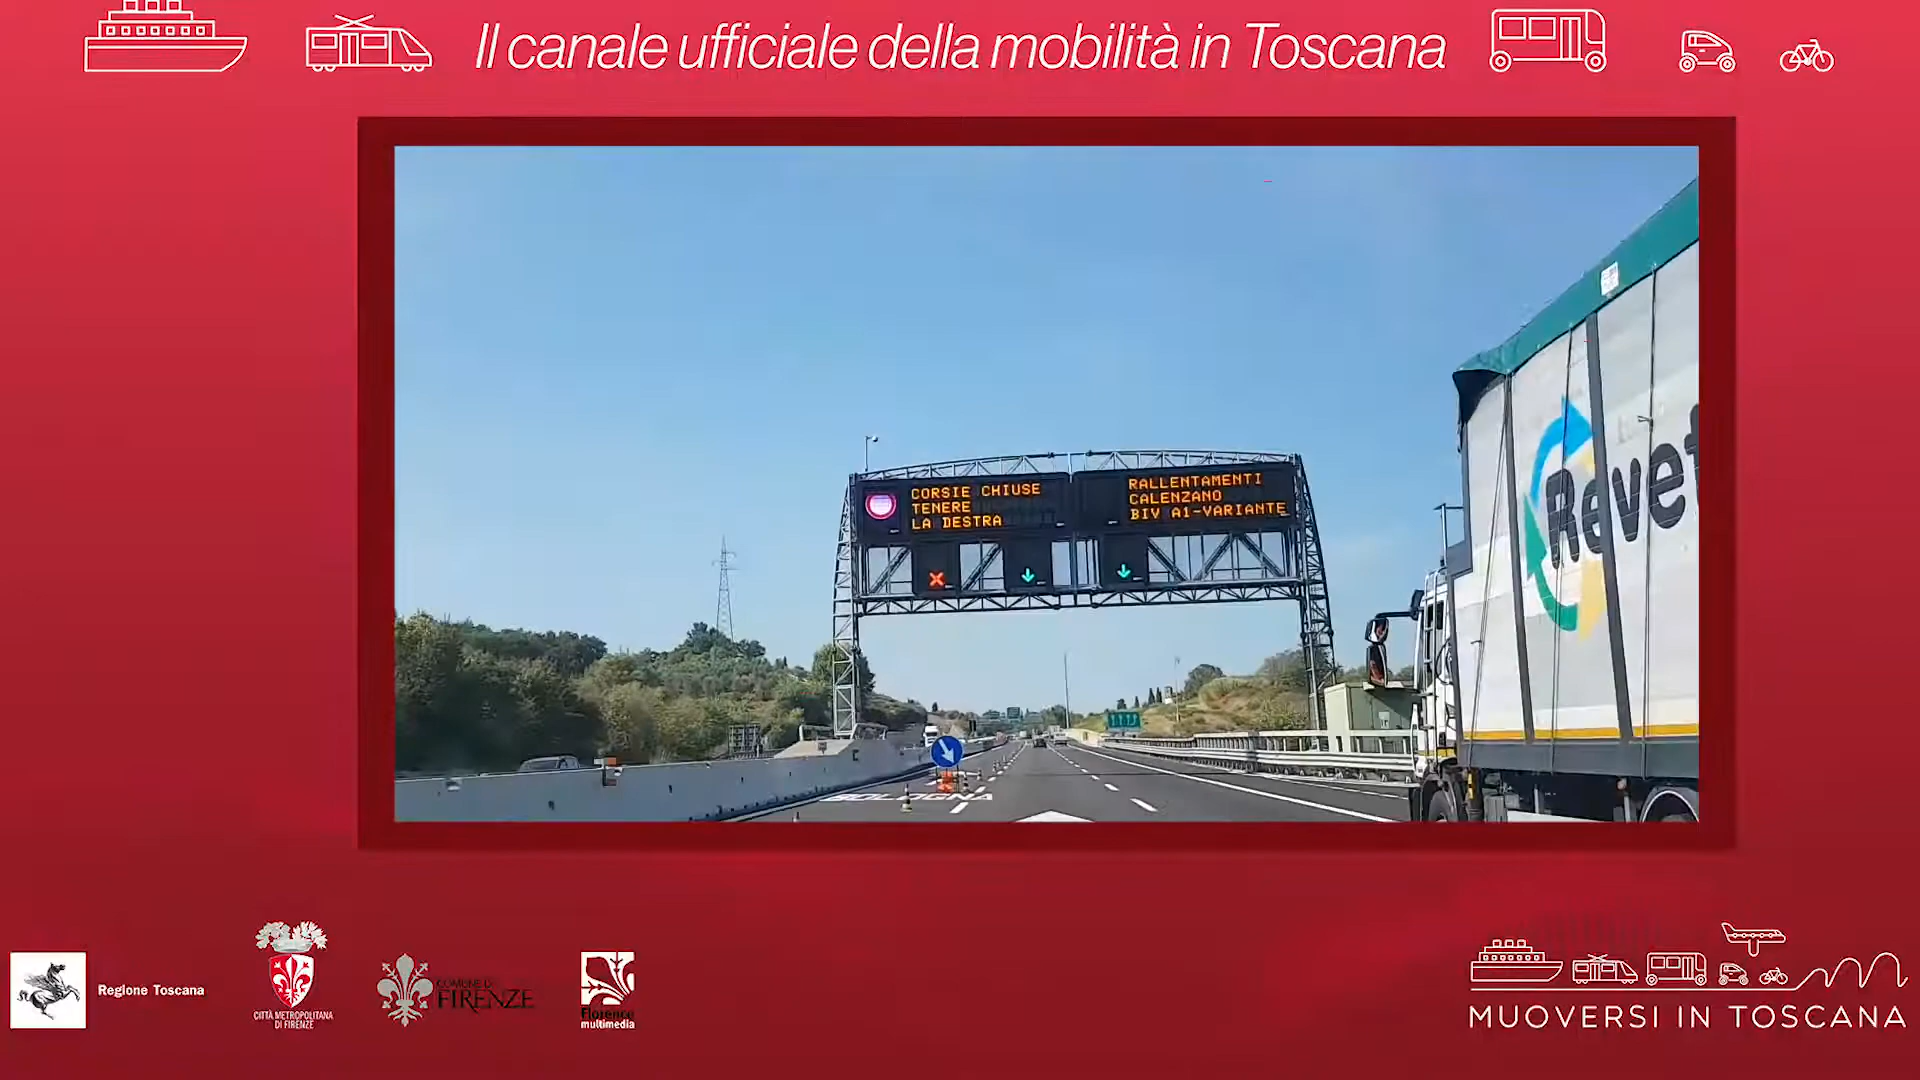 Il canale ufficiale della mobilità in Toscana
CORSIE CHIUSE
TENERE
LA DESTRA
RALLENTAMENTI
CALENZANO
BIV A1-VARIANTE
BOLOGNA
Regione Toscana
CITTÀ METROPOLITANA
DI FIRENZE
COMUNE DI
FIRENZE
Florence
multimedia
MUOVERSI IN TOSCANA